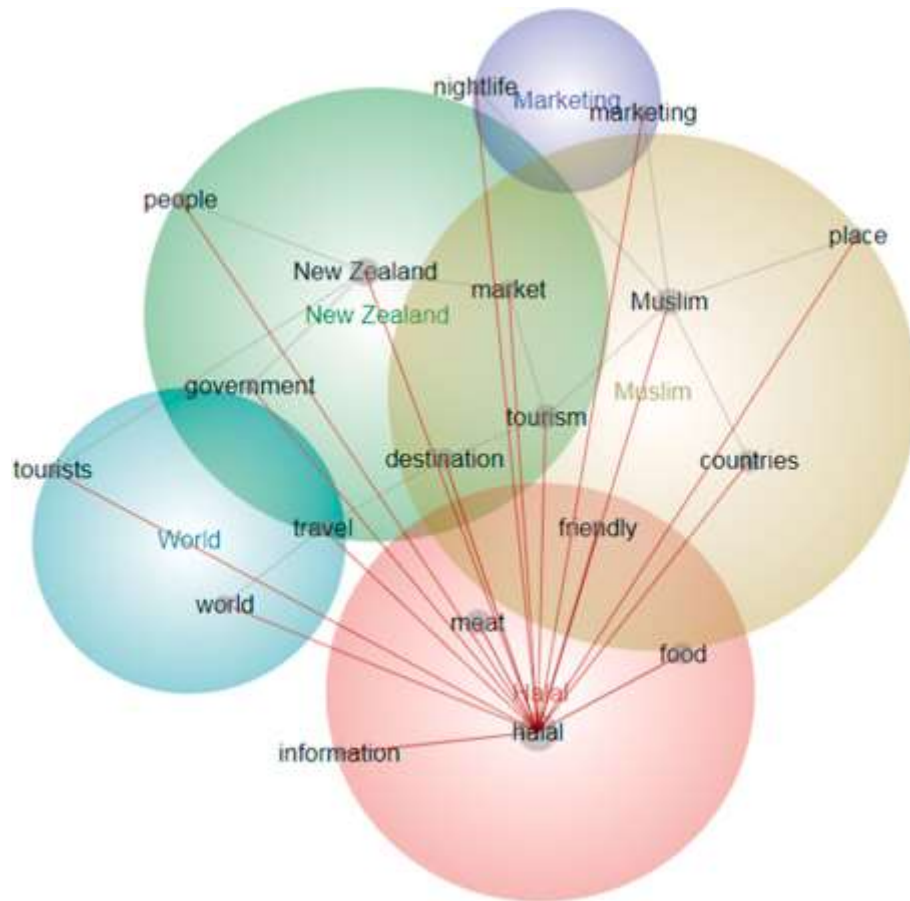 nightlife
Marketing
marketing
people
place
New Zealand
market
Muslim
New Zealand
government
Muslim
tourism
tourists
destination
countries
World
travel
friendly
world
meat
food
Halal
halal
information